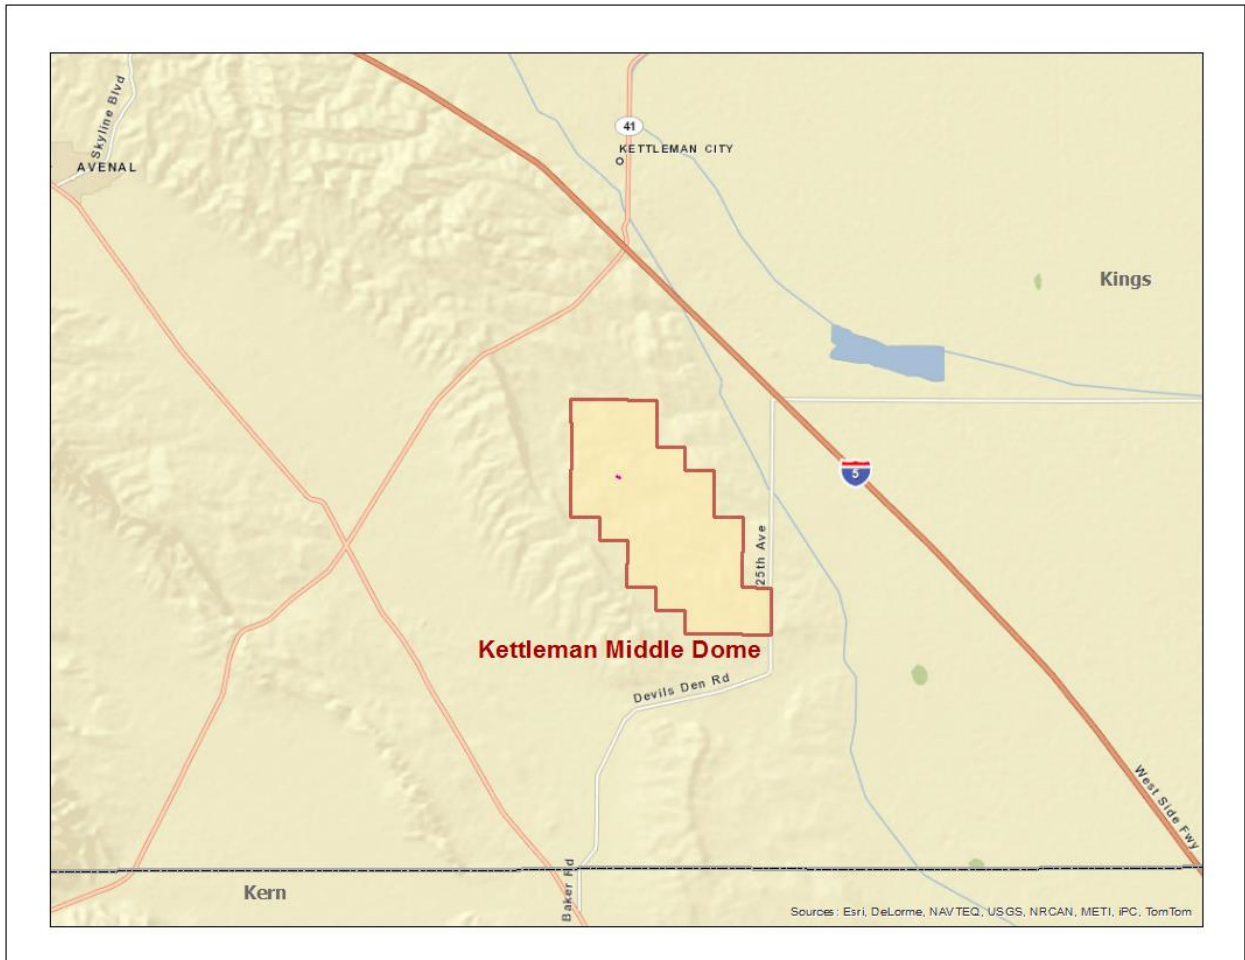 Skyline Blvd
41
KETTLEMAN CITY
AVENAL
Kings
5
25th Ave
Kettleman Middle Dome
Devils Den Rd
West Side Fwy
Baker Rd
Kern
Sources: Esri, DeLorme, NAVTEQ, USGS, NRCAN, METI, iPC, TomTom